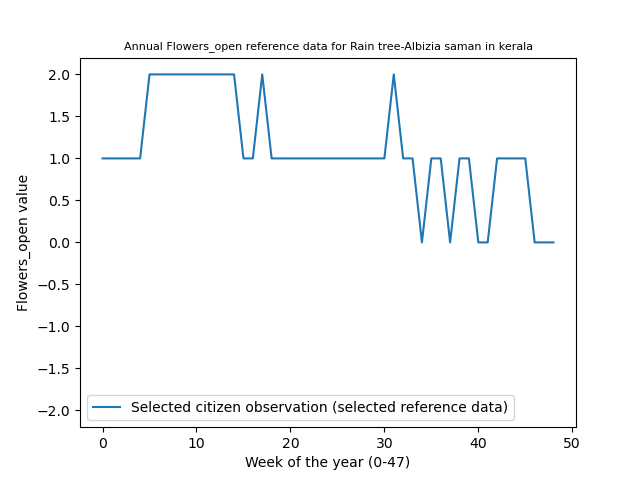 Annual Flowers_open reference data for Rain tree-Albizia saman in kerala
2.0
1.5
1.0
0.5
0.0
−0.5
−1.0
−1.5
−2.0
Flowers_open value
Selected citizen observation (selected reference data)
0 10 20 30 40 50
Week of the year (0-47)